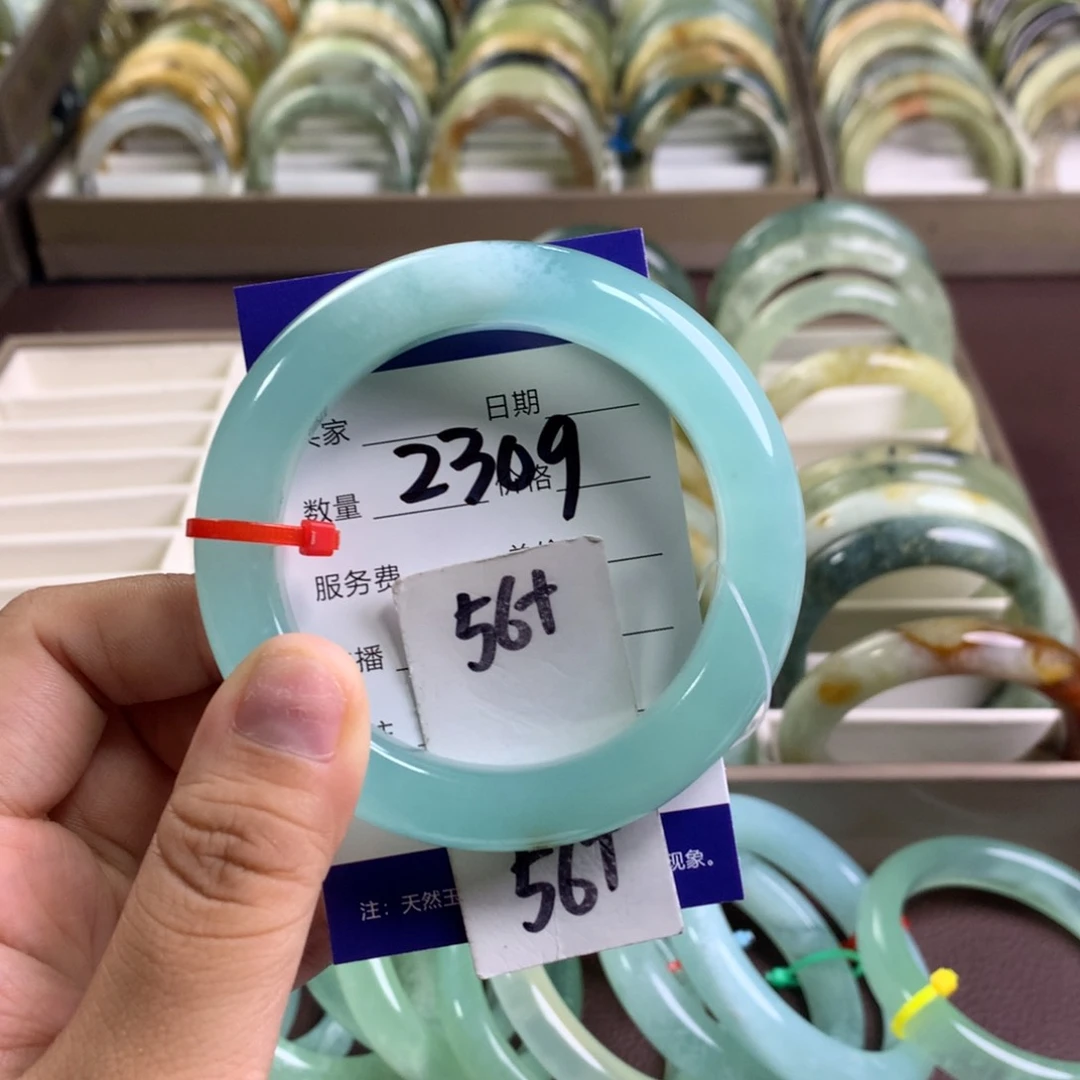 家 日期
2309
数量 价格
服务费
56+
播
56+
注：天然玉 现象。